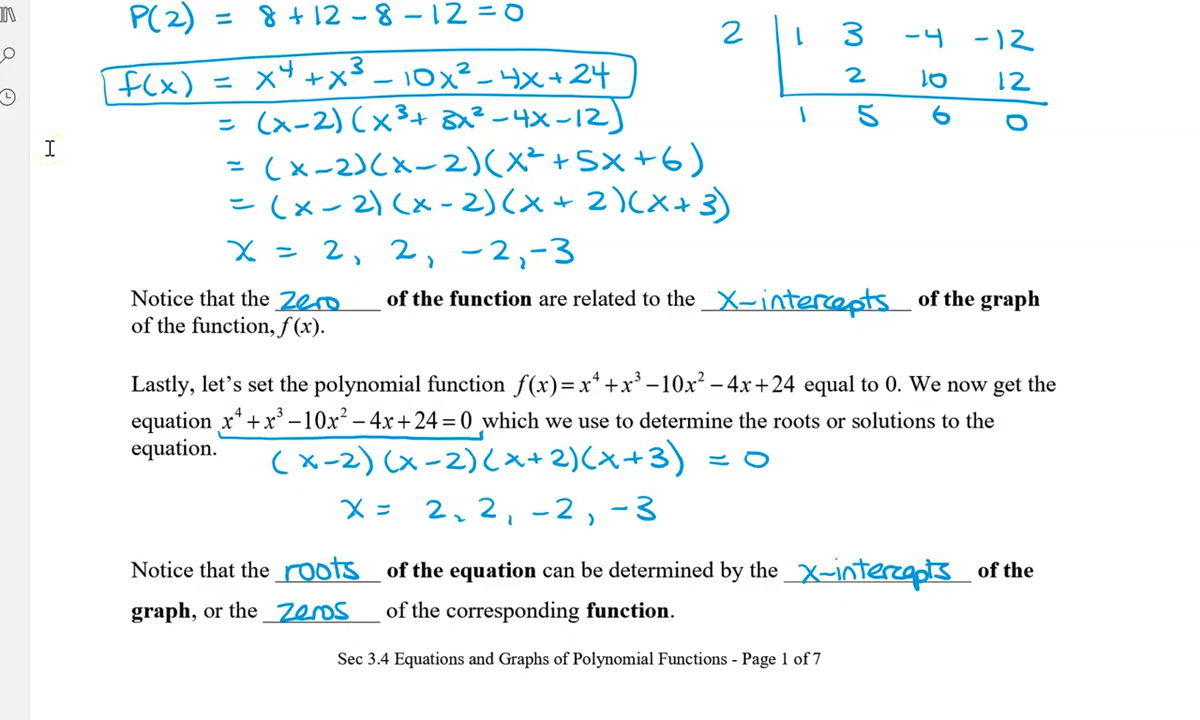 P(2) = 8 + 12 - 8 - 12 = 0
2 | 1 3 -4 -12
2 10 12
1 5 6 0
f(x) = x⁴ + x³ - 10x² - 4x + 24
= (x-2)(x³ + 3x² - 4x - 12)
= (x-2)(x-2)(x² + 5x + 6)
= (x-2)(x-2)(x+2)(x+3)
x = 2, 2, -2, -3
Notice that the zero of the function are related to the x-intercepts of the graph
of the function, f(x).
Lastly, let's set the polynomial function f(x) = x⁴ + x³ − 10x² − 4x + 24 equal to 0. We now get the
equation x⁴ + x³ − 10x² − 4x + 24 = 0 which we use to determine the roots or solutions to the
equation.
(x-2)(x-2)(x+2)(x+3) = 0
x = 2, 2, -2, -3
Notice that the roots of the equation can be determined by the x-intercepts of the
graph, or the zeros of the corresponding function.
Sec 3.4 Equations and Graphs of Polynomial Functions - Page 1 of 7